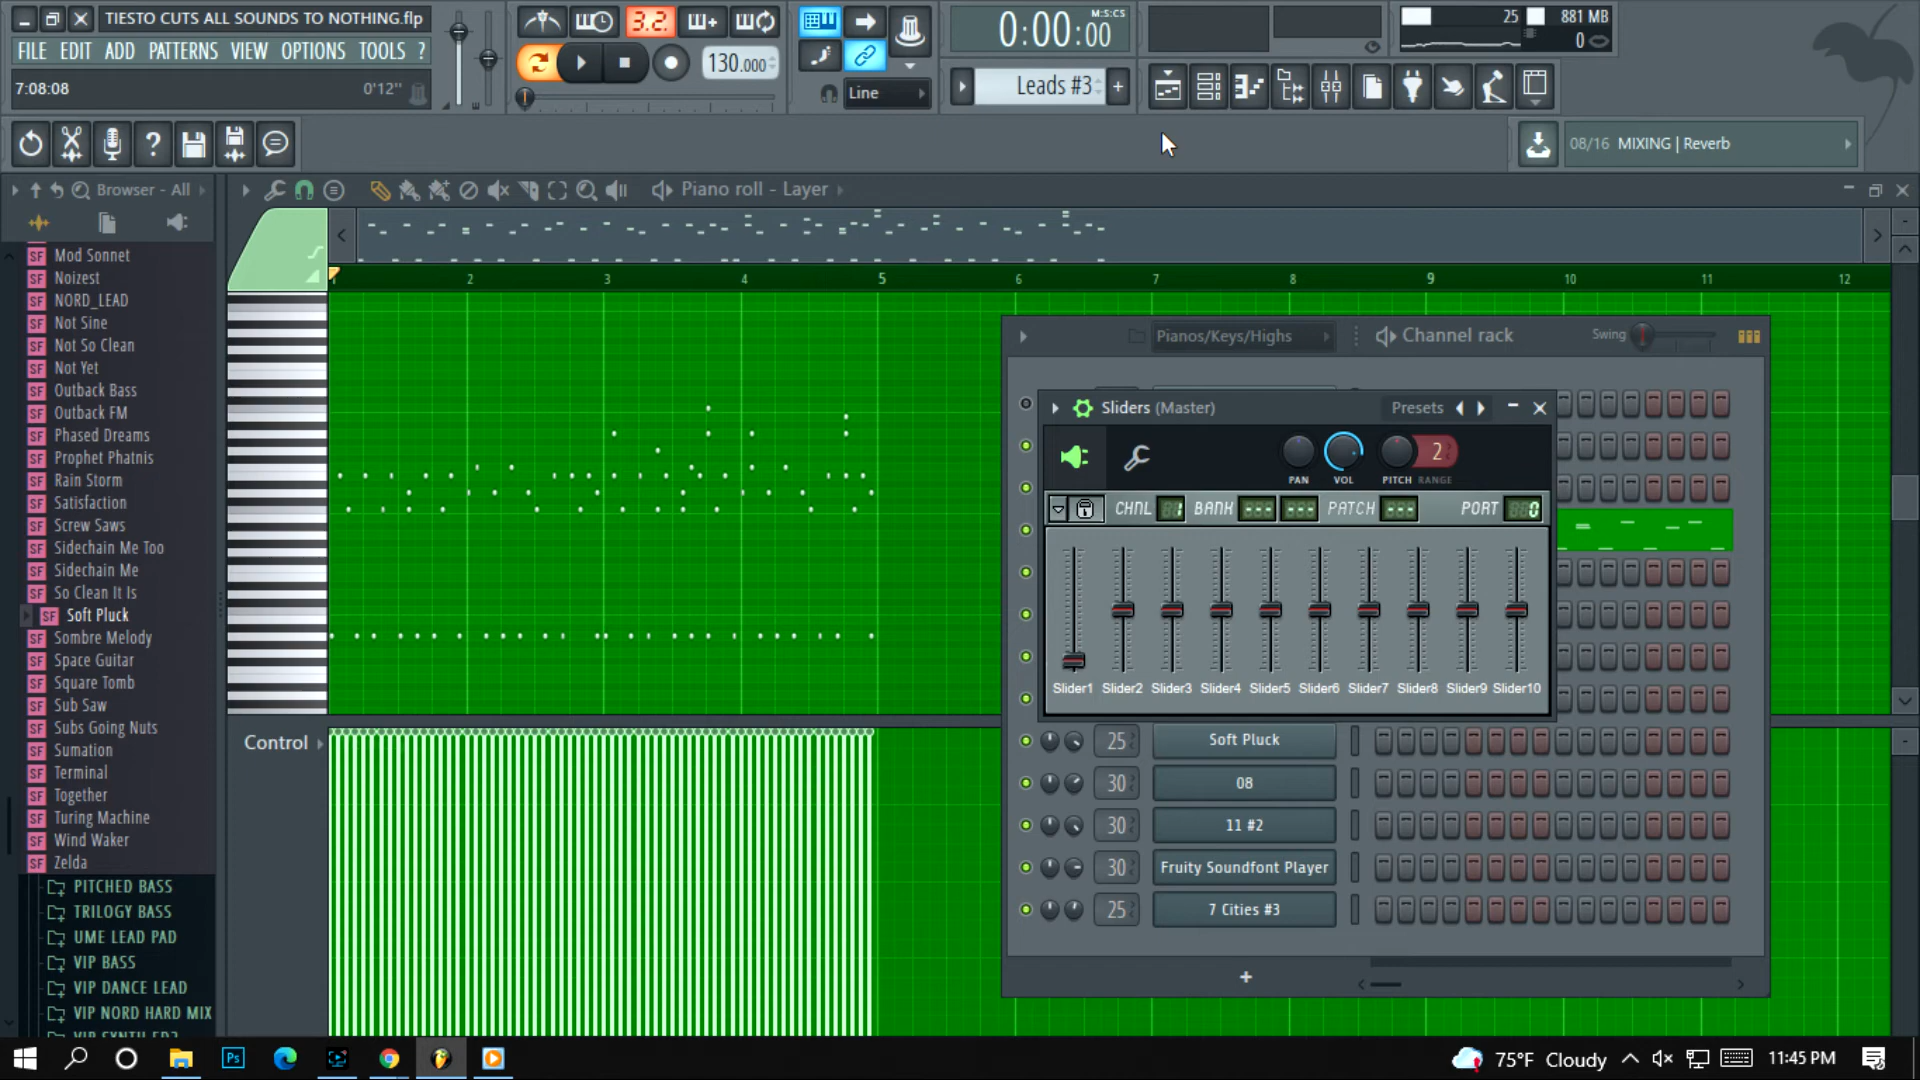 TIESTO CUTS ALL SOUNDS TO NOTHING.flp
FILE EDIT ADD PATTERNS VIEW OPTIONS TOOLS ?
7:08:08 0'12''
3.2.
130.000
Line
0:00:00
M:S:CS
Leads #3
25 881 MB
0
08/16 MIXING | Reverb
Browser - All
Piano roll - Layer
Mod Sonnet
Noizest
NORD_LEAD
Not Sine
Not So Clean
Not Yet
Outback Bass
Outback FM
Phased Dreams
Prophet Phatnis
Rain Storm
Satisfaction
Screw Saws
Sidechain Me Too
Sidechain Me
So Clean It Is
Soft Pluck
Sombre Melody
Space Guitar
Square Tomb
Sub Saw
Subs Going Nuts
Sumation
Terminal
Together
Turing Machine
Wind Waker
Zelda
PITCHED BASS
TRILOGY BASS
UME LEAD PAD
VIP BASS
VIP DANCE LEAD
VIP NORD HARD MIX
2 3 4 5 6 7 8 9 10 11 12
Control
Pianos/Keys/Highs Channel rack Swing
Sliders (Master) Presets
2
PAN VOL PITCH RANGE
CHNL 1 BANK --- --- PATCH --- PORT 0
Slider1 Slider2 Slider3 Slider4 Slider5 Slider6 Slider7 Slider8 Slider9 Slider10
25 Soft Pluck
30 08
30 11 #2
30 Fruity Soundfont Player
25 7 Cities #3
75°F Cloudy 11:45 PM